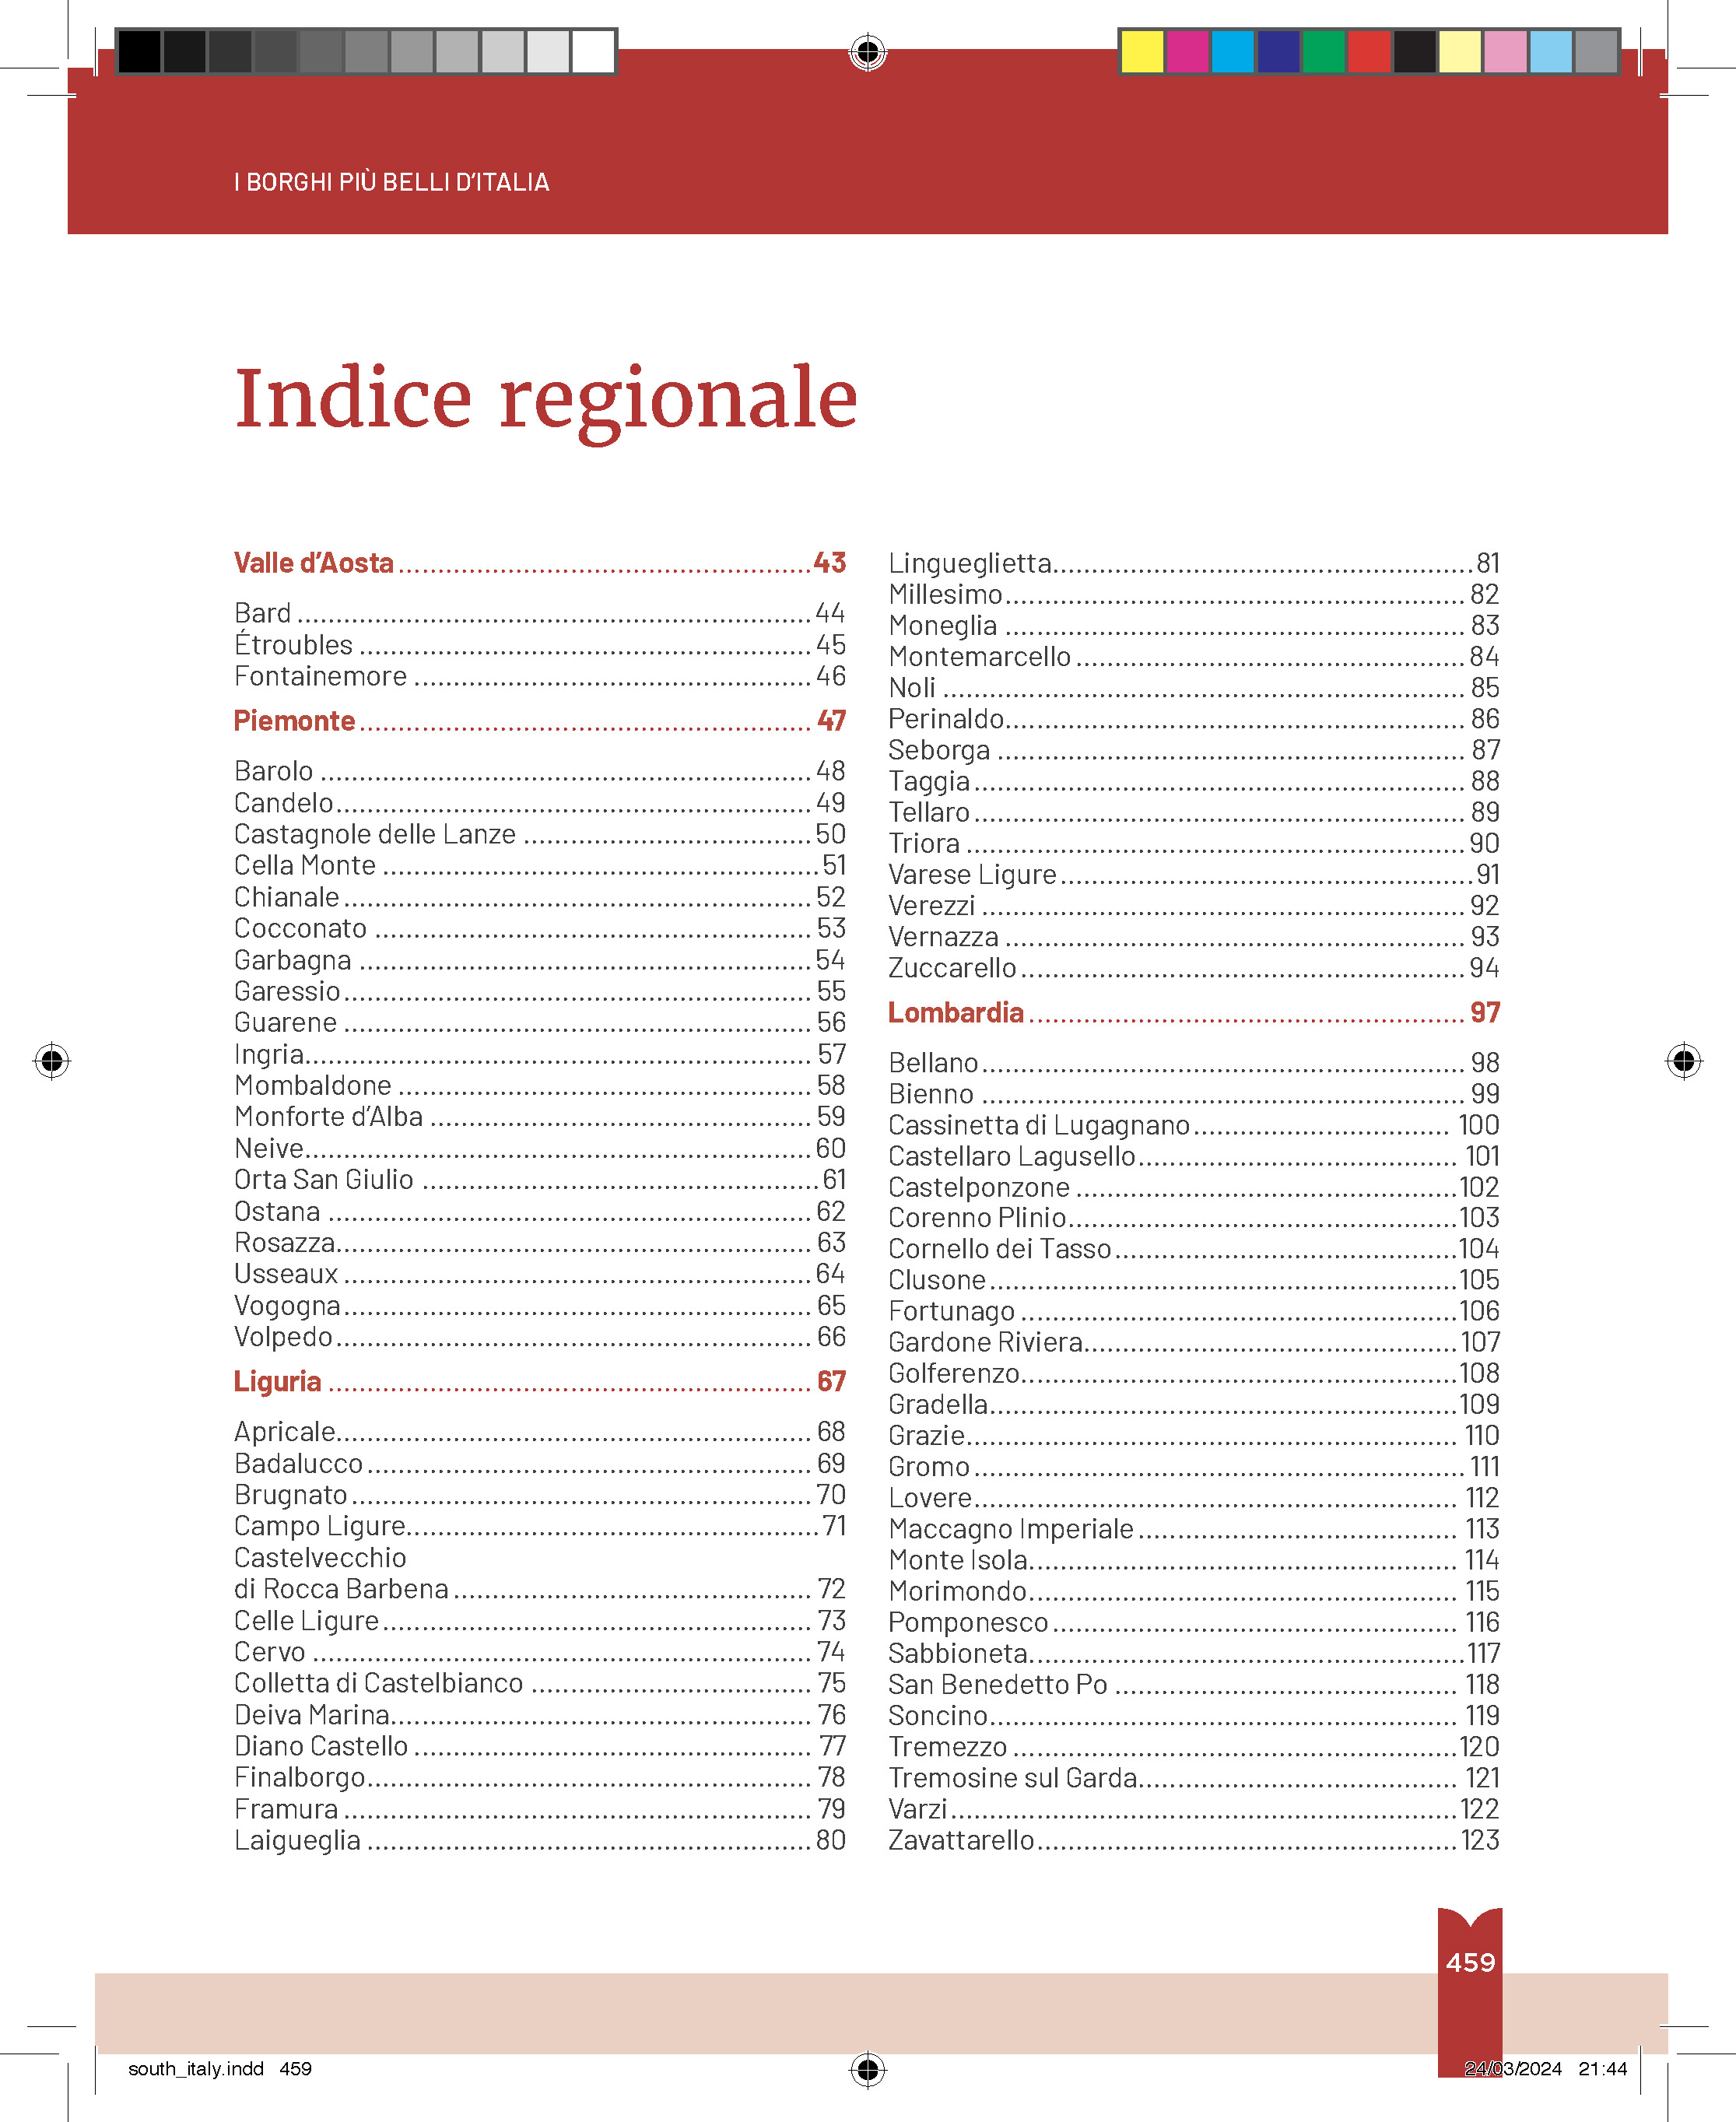 I BORGHI PIÙ BELLI D’ITALIA
Indice regionale
Valle d’Aosta.....................................................43
Bard..................................................................44
Étroubles..........................................................45
Fontainemore...................................................46
Piemonte..........................................................47
Barolo...............................................................48
Candelo.............................................................49
Castagnole delle Lanze.....................................50
Cella Monte........................................................51
Chianale............................................................52
Cocconato........................................................53
Garbagna..........................................................54
Garessio............................................................55
Guarene............................................................56
Ingria.................................................................57
Mombaldone.....................................................58
Monforte d’Alba.................................................59
Neive.................................................................60
Orta San Giulio...................................................61
Ostana..............................................................62
Rosazza.............................................................63
Usseaux............................................................64
Vogogna............................................................65
Volpedo.............................................................66
Liguria..............................................................67
Apricale.............................................................68
Badalucco.........................................................69
Brugnato...........................................................70
Campo Ligure.....................................................71
Castelvecchio
di Rocca Barbena..............................................72
Celle Ligure.......................................................73
Cervo................................................................74
Colletta di Castelbianco....................................75
Deiva Marina......................................................76
Diano Castello...................................................77
Finalborgo.........................................................78
Framura............................................................79
Laigueglia.........................................................80
Lingueglietta......................................................81
Millesimo...........................................................82
Moneglia...........................................................83
Montemarcello..................................................84
Noli...................................................................85
Perinaldo...........................................................86
Seborga............................................................87
Taggia...............................................................88
Tellaro...............................................................89
Triora................................................................90
Varese Ligure.....................................................91
Verezzi..............................................................92
Vernazza...........................................................93
Zuccarello.........................................................94
Lombardia........................................................97
Bellano..............................................................98
Bienno..............................................................99
Cassinetta di Lugagnano.................................100
Castellaro Lagusello.........................................101
Castelponzone.................................................102
Corenno Plinio..................................................103
Cornello dei Tasso............................................104
Clusone............................................................105
Fortunago........................................................106
Gardone Riviera................................................107
Golferenzo........................................................108
Gradella............................................................109
Grazie...............................................................110
Gromo...............................................................111
Lovere..............................................................112
Maccagno Imperiale.........................................113
Monte Isola.......................................................114
Morimondo.......................................................115
Pomponesco....................................................116
Sabbioneta........................................................117
San Benedetto Po............................................118
Soncino............................................................119
Tremezzo.........................................................120
Tremosine sul Garda.........................................121
Varzi.................................................................122
Zavattarello......................................................123
459
south_italy.indd 459
24/03/2024 21:44